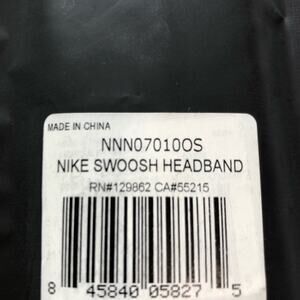 MADE IN CHINA
NNN07010OS
NIKE SWOOSH HEADBAND
RN#129862 CA#55215
8 45840 05827 5